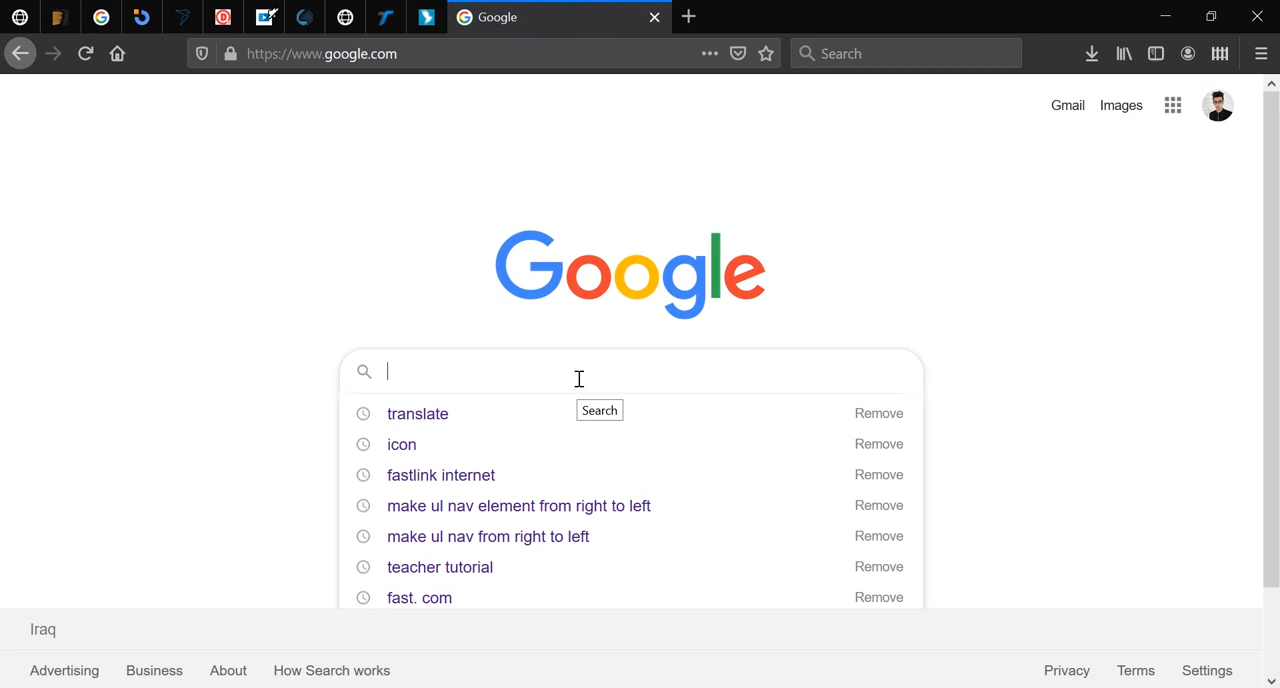 Google
https://www.google.com
Search
Gmail Images
Google
Search
translate Remove
icon Remove
fastlink internet Remove
make ul nav element from right to left Remove
make ul nav from right to left Remove
teacher tutorial Remove
fast. com Remove
Iraq
Advertising Business About How Search works Privacy Terms Settings